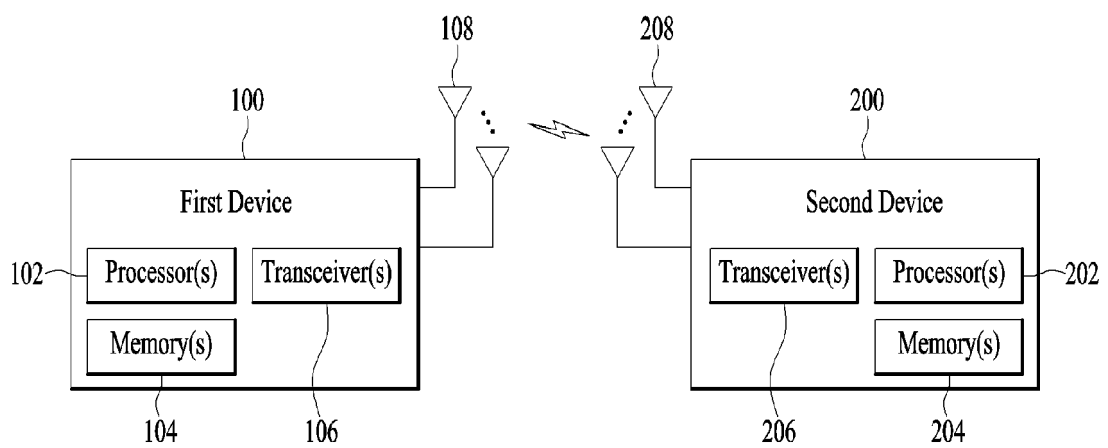 108
208
100
200
First Device
Second Device
102
Processor(s)
Transceiver(s)
Transceiver(s)
Processor(s)
202
Memory(s)
Memory(s)
104
106
206
204